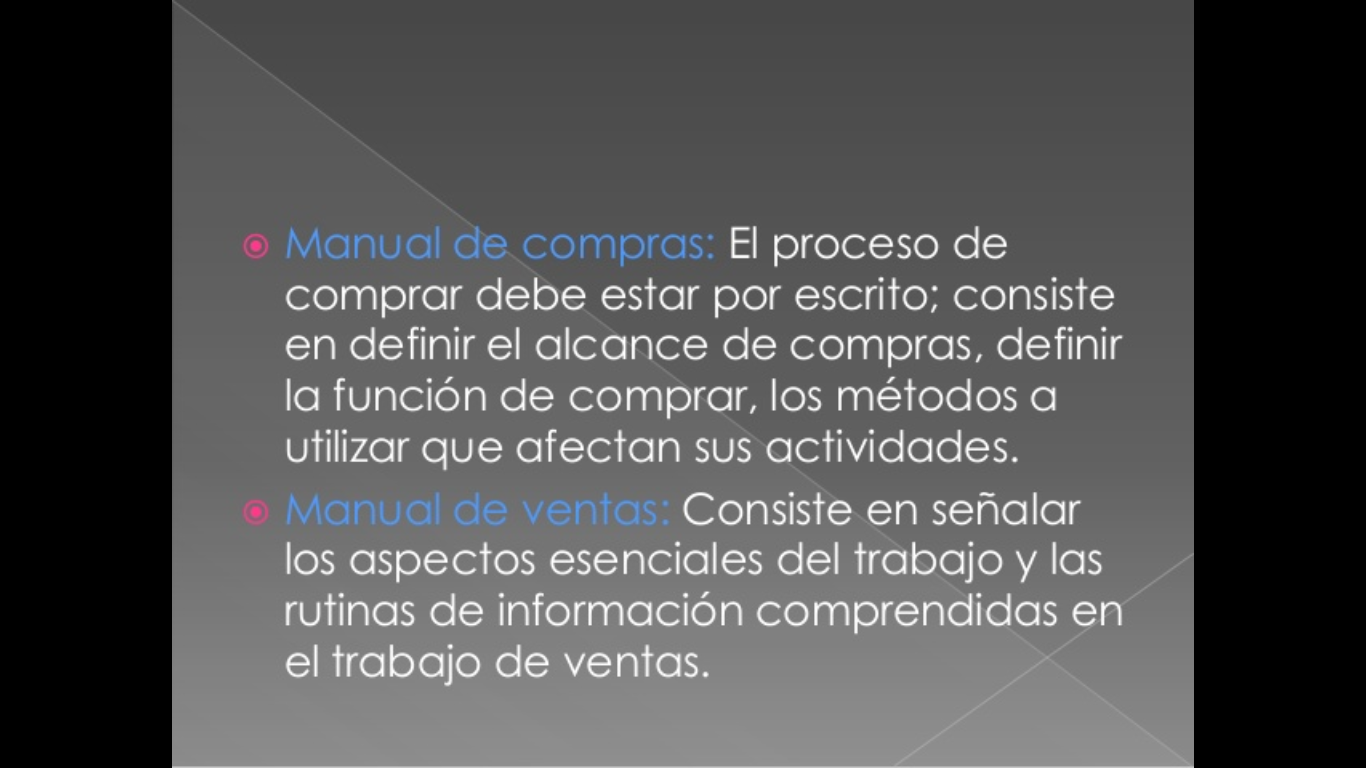 Manual de compras: El proceso de
comprar debe estar por escrito; consiste
en definir el alcance de compras, definir
la función de comprar, los métodos a
utilizar que afectan sus actividades.
Manual de ventas: Consiste en señalar
los aspectos esenciales del trabajo y las
rutinas de información comprendidas en
el trabajo de ventas.